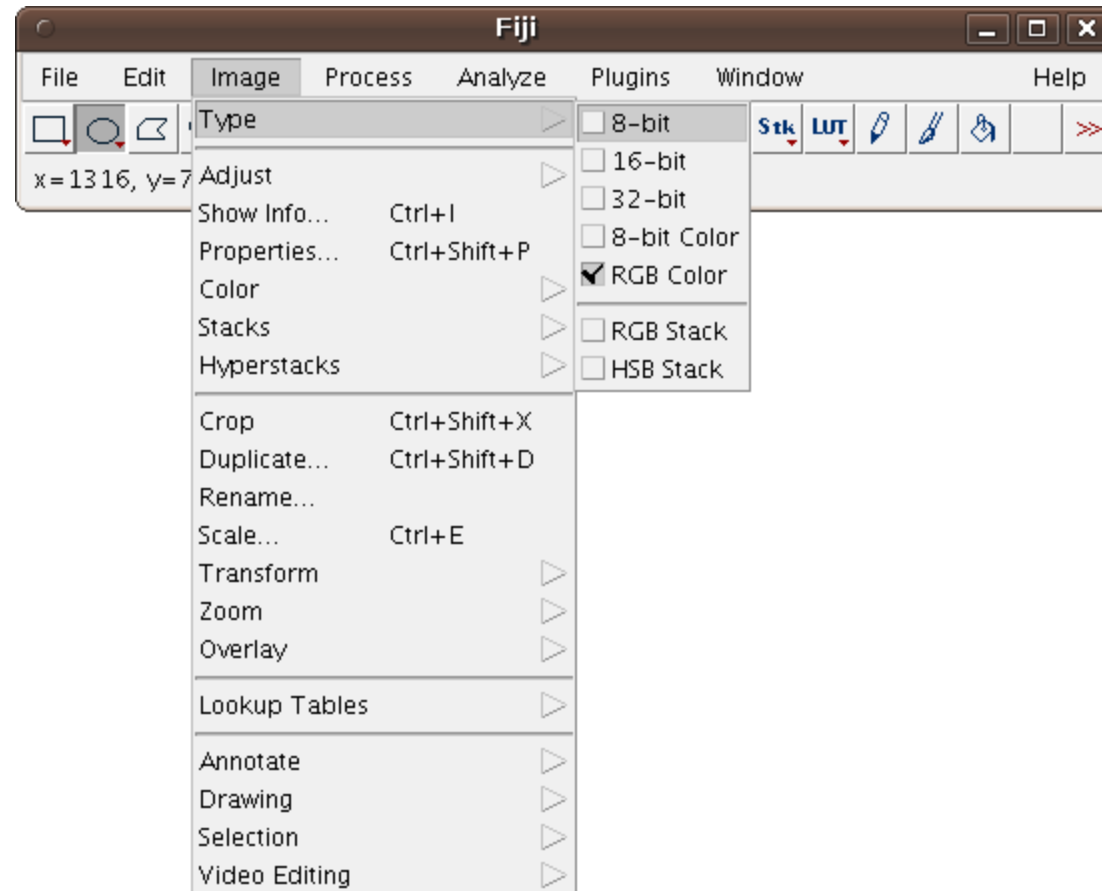 Fiji
File Edit Image Process Analyze Plugins Window Help
Stk LUT >>
x=1316, y=7
Type
Adjust
Show Info... Ctrl+I
Properties... Ctrl+Shift+P
Color
Stacks
Hyperstacks
Crop Ctrl+Shift+X
Duplicate... Ctrl+Shift+D
Rename...
Scale... Ctrl+E
Transform
Zoom
Overlay
Lookup Tables
Annotate
Drawing
Selection
Video Editing
8-bit
16-bit
32-bit
8-bit Color
RGB Color
RGB Stack
HSB Stack